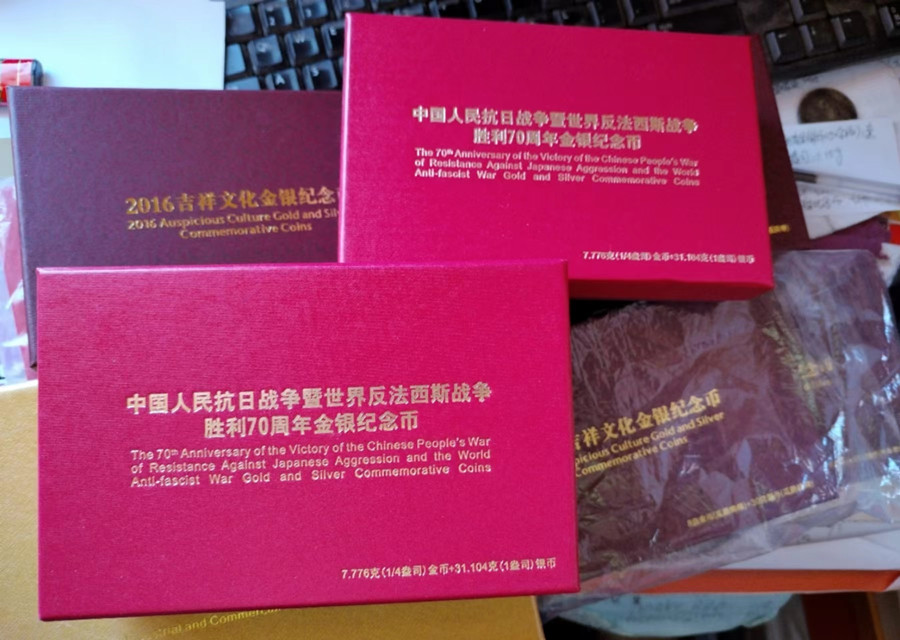 中国人民抗日战争暨世界反法西斯战争
胜利70周年金银纪念币
The 70th Anniversary of the Victory of the Chinese People's War
of Resistance Against Japanese Aggression and the World
Anti-fascist War Gold and Silver Commemorative Coins
7.776克(1/4盎司)金币+31.104克(1盎司)银币
2016吉祥文化金银纪念
2016 Auspicious Culture Gold and Sil
Commemorative Coins
中国人民抗日战争暨世界反法西斯战争
胜利70周年金银纪念币
The 70th Anniversary of the Victory of the Chinese People's War
of Resistance Against Japanese Aggression and the World
Anti-fascist War Gold and Silver Commemorative Coins
7.776克(1/4盎司)金币+31.104克(1盎司)银币
吉祥文化金银纪念币
picious Culture Gold and Silver
Commemorative Coins